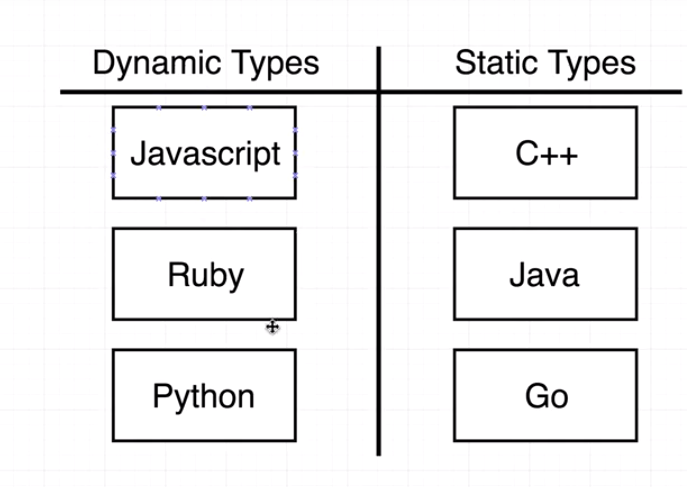 Dynamic Types
Static Types
Javascript
C++
Ruby
Java
Python
Go